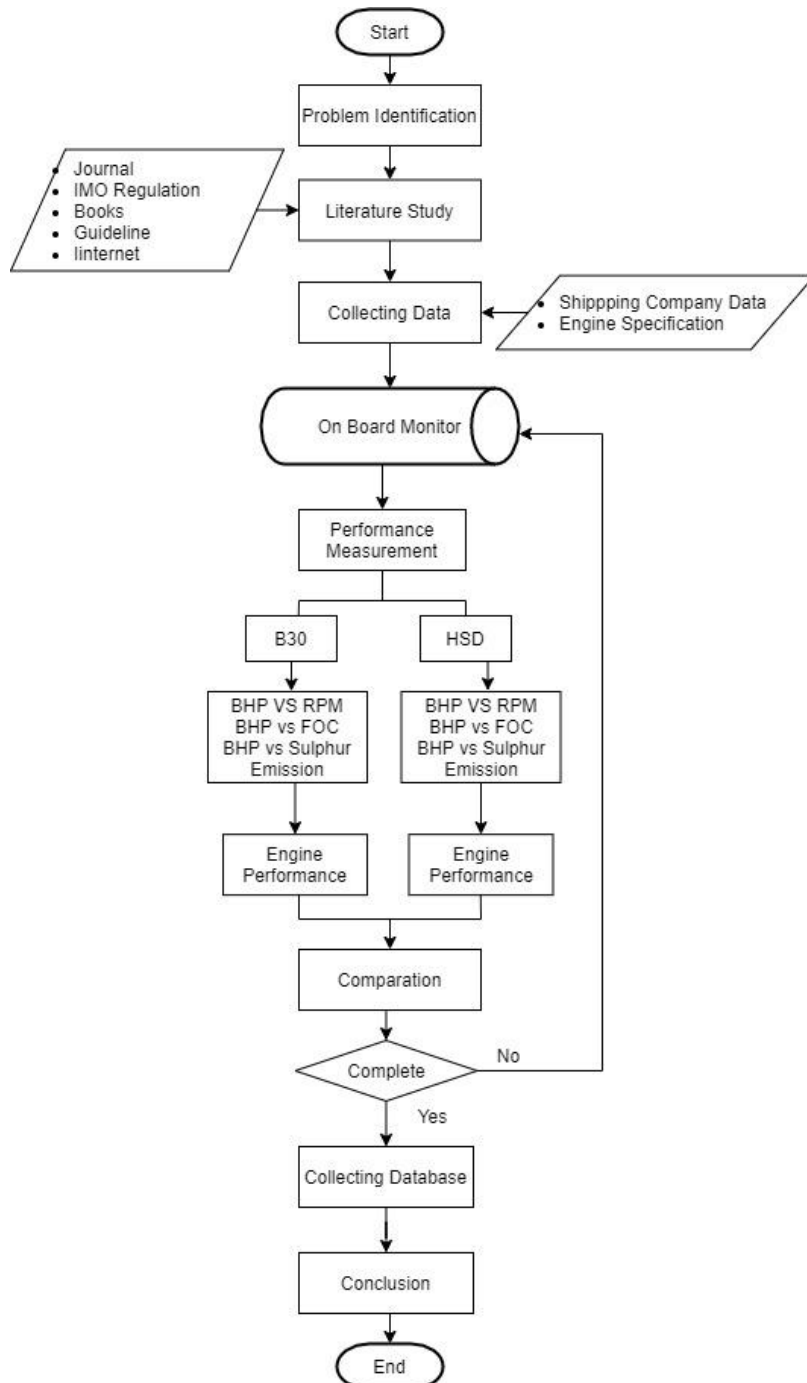 Start
Problem Identification
• Journal
• IMO Regulation
• Books
• Guideline
• Iinternet
Literature Study
Collecting Data
• Shippping Company Data
• Engine Specification
On Board Monitor
Performance
Measurement
B30
HSD
BHP VS RPM
BHP vs FOC
BHP vs Sulphur
Emission
BHP VS RPM
BHP vs FOC
BHP vs Sulphur
Emission
Engine
Performance
Engine
Performance
Comparation
Complete
No
Yes
Collecting Database
Conclusion
End